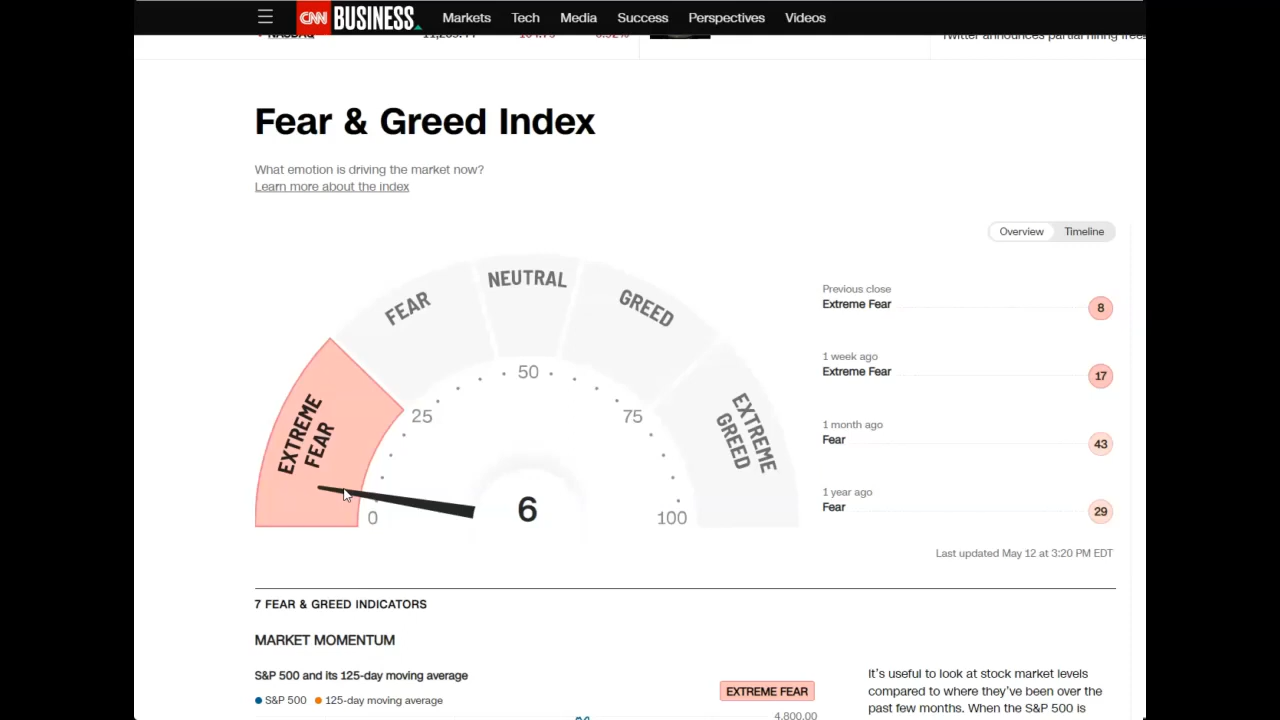 CNN BUSINESS
Markets Tech Media Success Perspectives Videos
NASDAQ
Twitter announces partial hiring
Fear & Greed Index
What emotion is driving the market now?
Learn more about the index
Overview Timeline
EXTREME FEAR
FEAR
NEUTRAL
GREED
EXTREME GREED
0
25
50
75
100
6
Previous close
Extreme Fear 8
1 week ago
Extreme Fear 17
1 month ago
Fear 43
1 year ago
Fear 29
Last updated May 12 at 3:20 PM EDT
7 FEAR & GREED INDICATORS
MARKET MOMENTUM
S&P 500 and its 125-day moving average
S&P 500 125-day moving average
EXTREME FEAR
4,800.00
It's useful to look at stock market levels
compared to where they've been over the
past few months. When the S&P 500 is